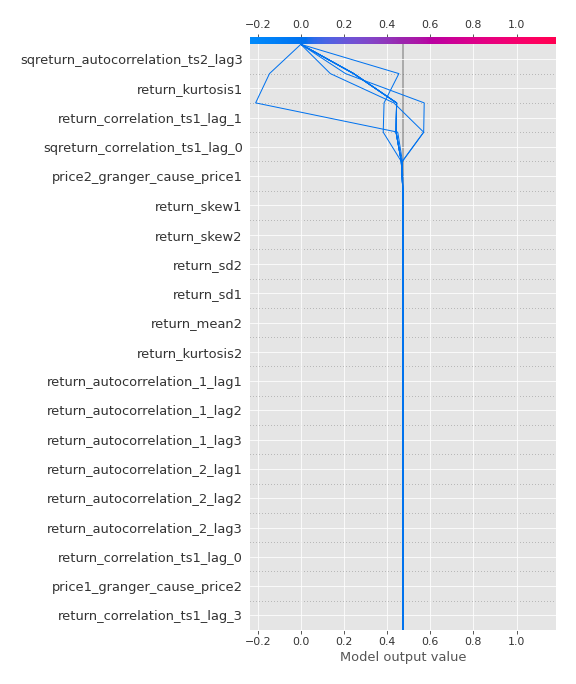 −0.2 0.0 0.2 0.4 0.6 0.8 1.0
sqreturn_autocorrelation_ts2_lag3
return_kurtosis1
return_correlation_ts1_lag_1
sqreturn_correlation_ts1_lag_0
price2_granger_cause_price1
return_skew1
return_skew2
return_sd2
return_sd1
return_mean2
return_kurtosis2
return_autocorrelation_1_lag1
return_autocorrelation_1_lag2
return_autocorrelation_1_lag3
return_autocorrelation_2_lag1
return_autocorrelation_2_lag2
return_autocorrelation_2_lag3
return_correlation_ts1_lag_0
price1_granger_cause_price2
return_correlation_ts1_lag_3
−0.2 0.0 0.2 0.4 0.6 0.8 1.0
Model output value